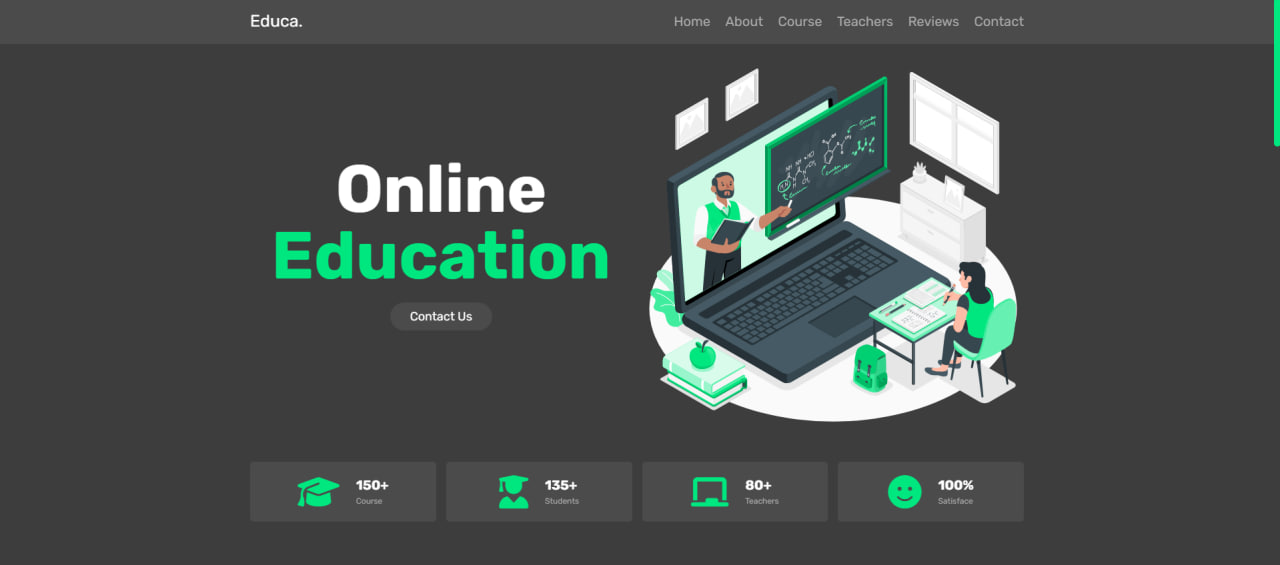 Educa.
Home About Course Teachers Reviews Contact
Online
Education
Contact Us
150+
Course
135+
Students
80+
Teachers
100%
Satisface